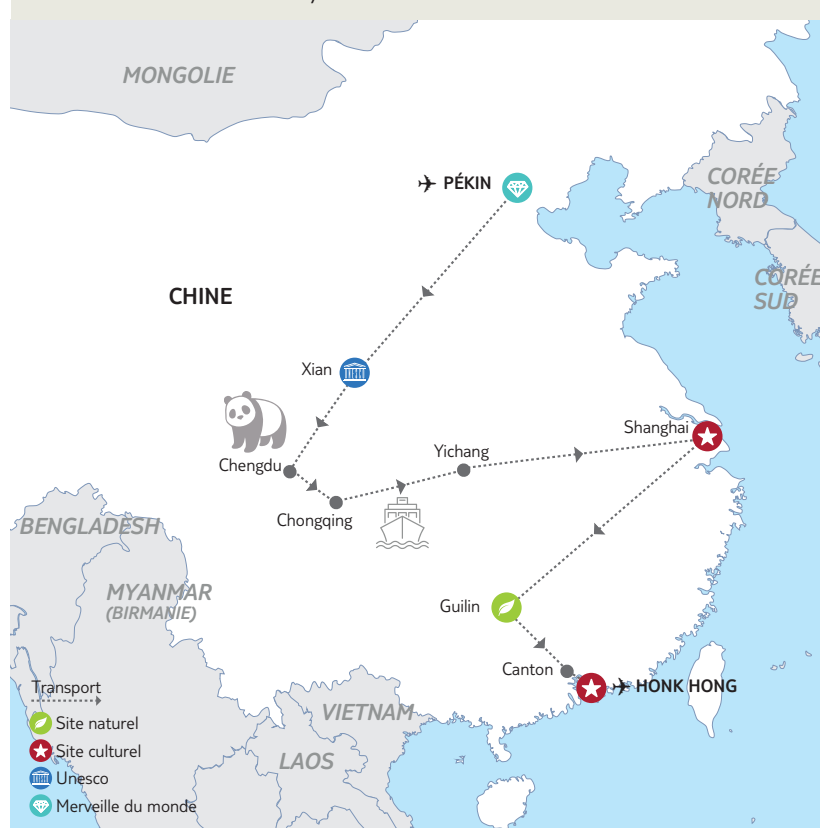 MONGOLIE
PÉKIN
CORÉE
NORD
CORÉE
SUD
CHINE
Xian
Shanghai
Yichang
Chengdu
Chongqing
BENGLADESH
MYANMAR
(BIRMANIE)
Guilin
Canton
HONK HONG
VIETNAM
LAOS
Transport
Site naturel
Site culturel
Unesco
Merveille du monde